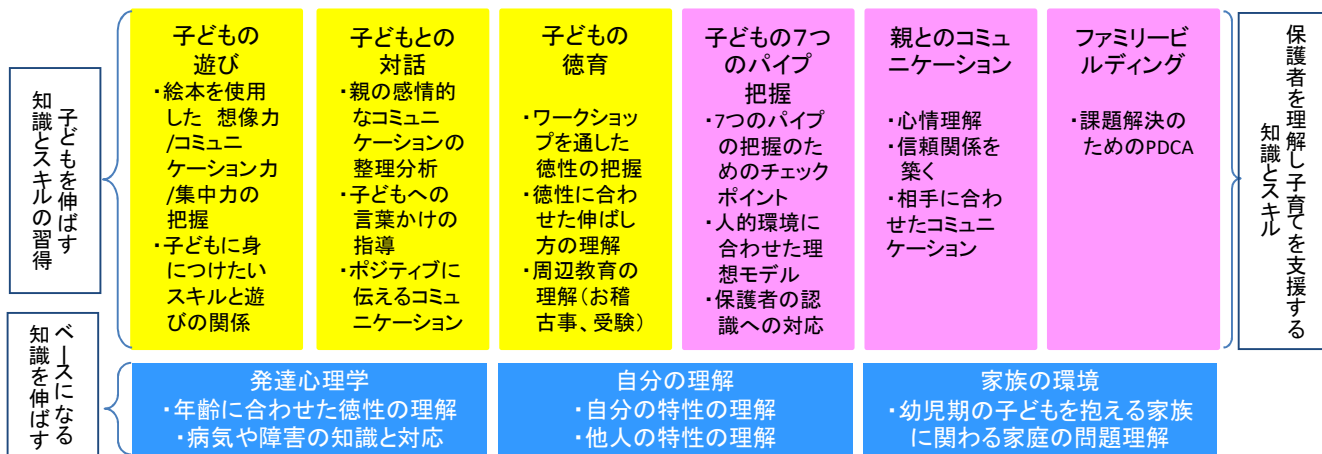 子どもを伸ばす
知識とスキルの習得
子どもの
遊び
・絵本を使用
した 想像力
/コミュニ
ケーション力
/集中力の
把握
・子どもに身
につけたい
スキルと遊
びの関係
子どもとの
対話
・親の感情的
なコミュニ
ケーションの
整理分析
・子どもへの
言葉かけの
指導
・ポジティブに
伝えるコミュ
ニケーション
子どもの
徳育
・ワークショッ
プを通した
徳性の把握
・徳性に合わ
せた伸ばし
方の理解
・周辺教育の
理解(お稽
古事、受験)
子どもの7つ
のパイプ
把握
・7つのパイプ
の把握のた
めのチェック
ポイント
・人的環境に
合わせた理
想モデル
・保護者の認
識への対応
親とのコミュ
ニケーション
・心情理解
・信頼関係を
築く
・相手に合わ
せたコミュニ
ケーション
ファミリービ
ルディング
・課題解決の
ためのPDCA
保護者を理解し子育てを支援する
知識とスキル
ベースになる
知識を伸ばす
発達心理学
・年齢に合わせた徳性の理解
・病気や障害の知識と対応
自分の理解
・自分の特性の理解
・他人の特性の理解
家族の環境
・幼児期の子どもを抱える家族
に関わる家庭の問題理解